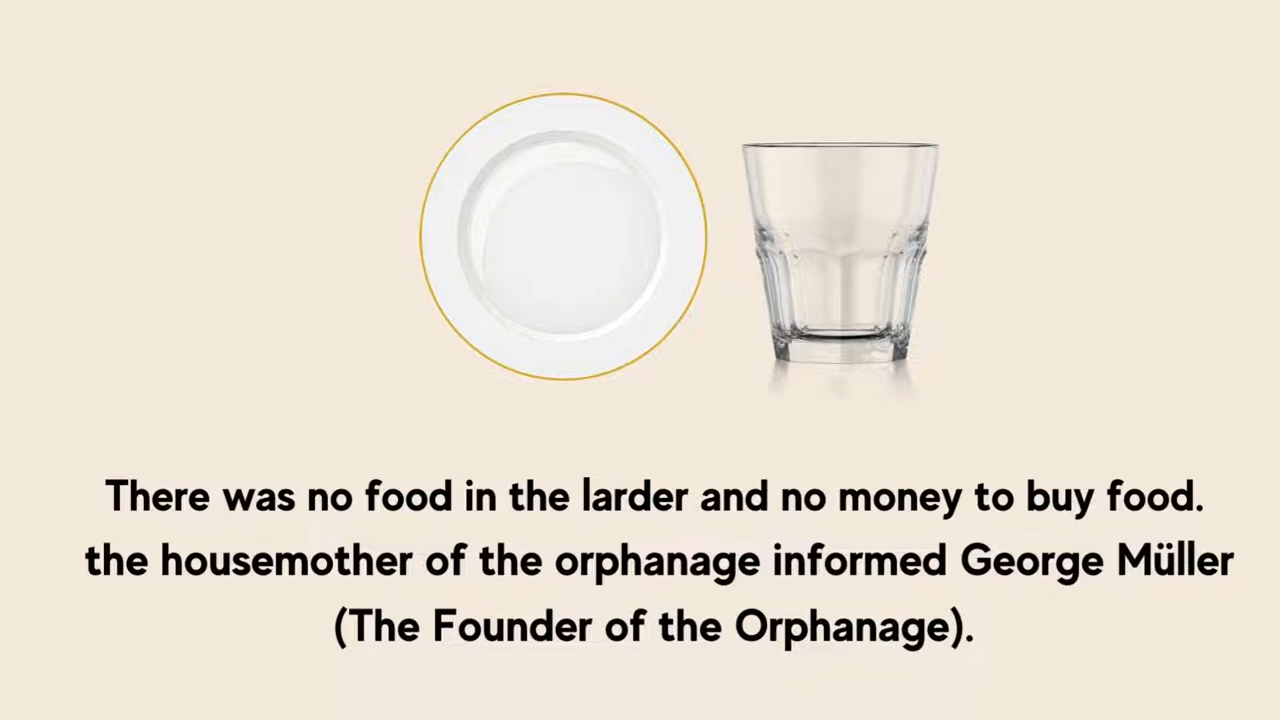 There was no food in the larder and no money to buy food.
the housemother of the orphanage informed George Müller
(The Founder of the Orphanage).